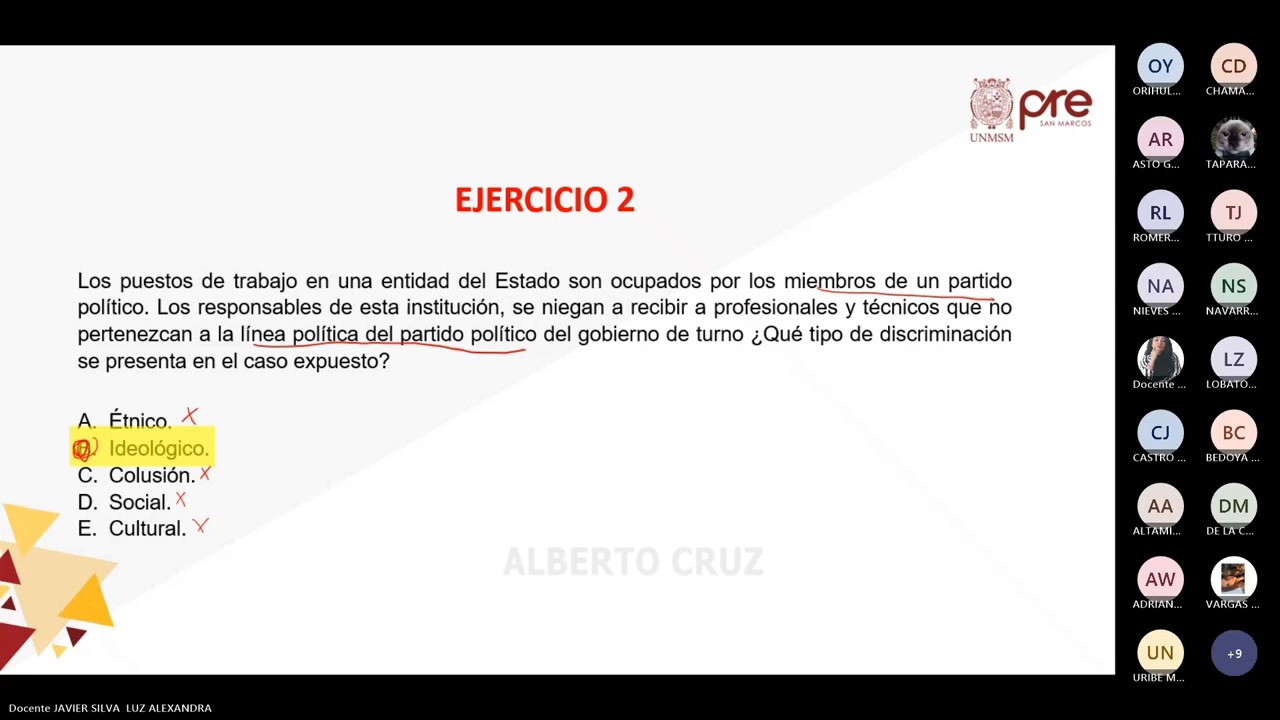 UNMSM
pre
SAN MARCOS
EJERCICIO 2
Los puestos de trabajo en una entidad del Estado son ocupados por los miembros de un partido
político. Los responsables de esta institución, se niegan a recibir a profesionales y técnicos que no
pertenezcan a la línea política del partido político del gobierno de turno ¿Qué tipo de discriminación
se presenta en el caso expuesto?
A. Étnico.
Ideológico.
C. Colusión.
D. Social.
E. Cultural.
ALBERTO CRUZ
OY
ORIHUL...
CD
CHAMA...
AR
ASTO G...
TAPARA...
RL
ROMER...
TJ
TTURO ...
NA
NIEVES ...
NS
NAVARR...
Docente ...
LZ
LOBATO...
CJ
CASTRO ...
BC
BEDOYA ...
AA
ALTAMI...
DM
DE LA C...
AW
ADRIAN...
VARGAS ...
UN
URIBE M...
+9
Docente JAVIER SILVA LUZ ALEXANDRA